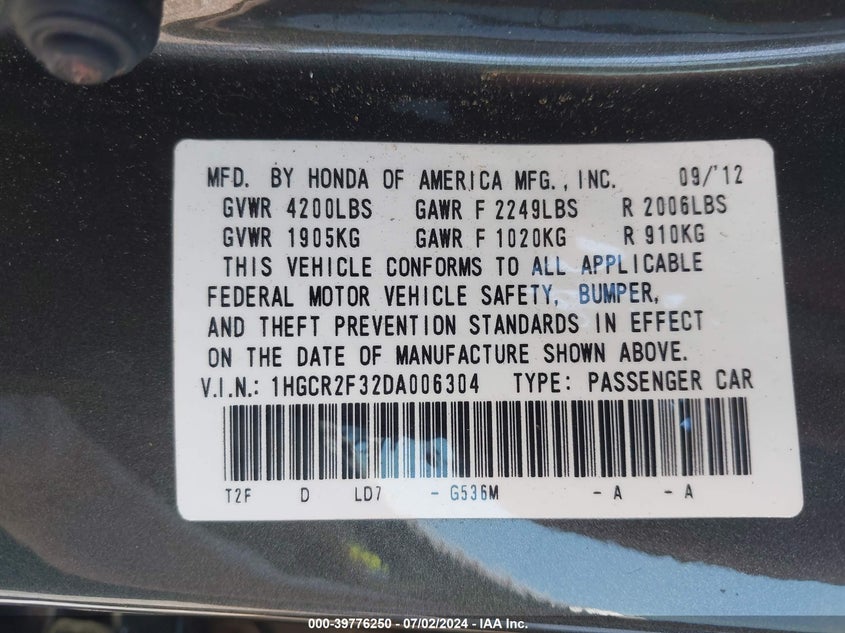 MFD. BY HONDA OF AMERICA MFG., INC. 09/'12
GVWR 4200LBS GAWR F 2249LBS R 2006LBS
GVWR 1905KG GAWR F 1020KG R 910KG
THIS VEHICLE CONFORMS TO ALL APPLICABLE
FEDERAL MOTOR VEHICLE SAFETY, BUMPER,
AND THEFT PREVENTION STANDARDS IN EFFECT
ON THE DATE OF MANUFACTURE SHOWN ABOVE.
V.I.N.: 1HGCR2F32DA006304 TYPE: PASSENGER CAR
T2F D LD7 - G536M - A - A
000-39776250 - 07/02/2024 - IAA Inc.